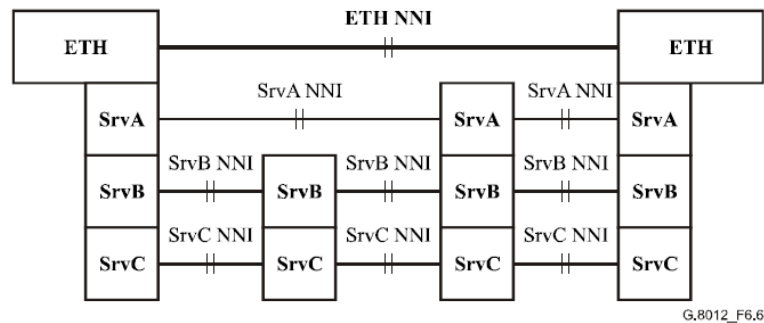 ETH NNI
ETH ETH
SrvA NNI SrvA NNI
SrvA SrvA SrvA
SrvB NNI SrvB NNI SrvB NNI
SrvB SrvB SrvB SrvB
SrvC NNI SrvC NNI SrvC NNI
SrvC SrvC SrvC SrvC
G.8012_F6.6